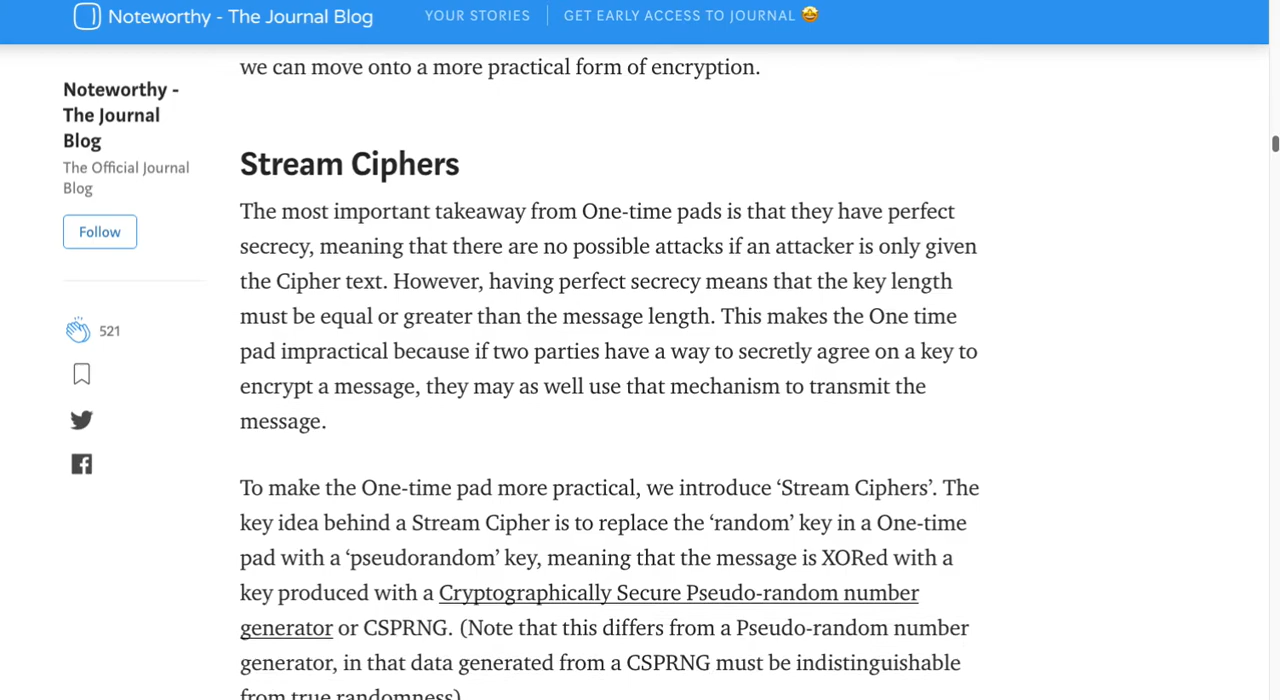 Noteworthy - The Journal Blog
YOUR STORIES
GET EARLY ACCESS TO JOURNAL 🤩
we can move onto a more practical form of encryption.
Noteworthy -
The Journal
Blog
The Official Journal
Blog
Follow
521
Stream Ciphers
The most important takeaway from One-time pads is that they have perfect
secrecy, meaning that there are no possible attacks if an attacker is only given
the Cipher text. However, having perfect secrecy means that the key length
must be equal or greater than the message length. This makes the One time
pad impractical because if two parties have a way to secretly agree on a key to
encrypt a message, they may as well use that mechanism to transmit the
message.
To make the One-time pad more practical, we introduce ‘Stream Ciphers’. The
key idea behind a Stream Cipher is to replace the ‘random’ key in a One-time
pad with a ‘pseudorandom’ key, meaning that the message is XORed with a
key produced with a Cryptographically Secure Pseudo-random number
generator or CSPRNG. (Note that this differs from a Pseudo-random number
generator, in that data generated from a CSPRNG must be indistinguishable
from true randomness)